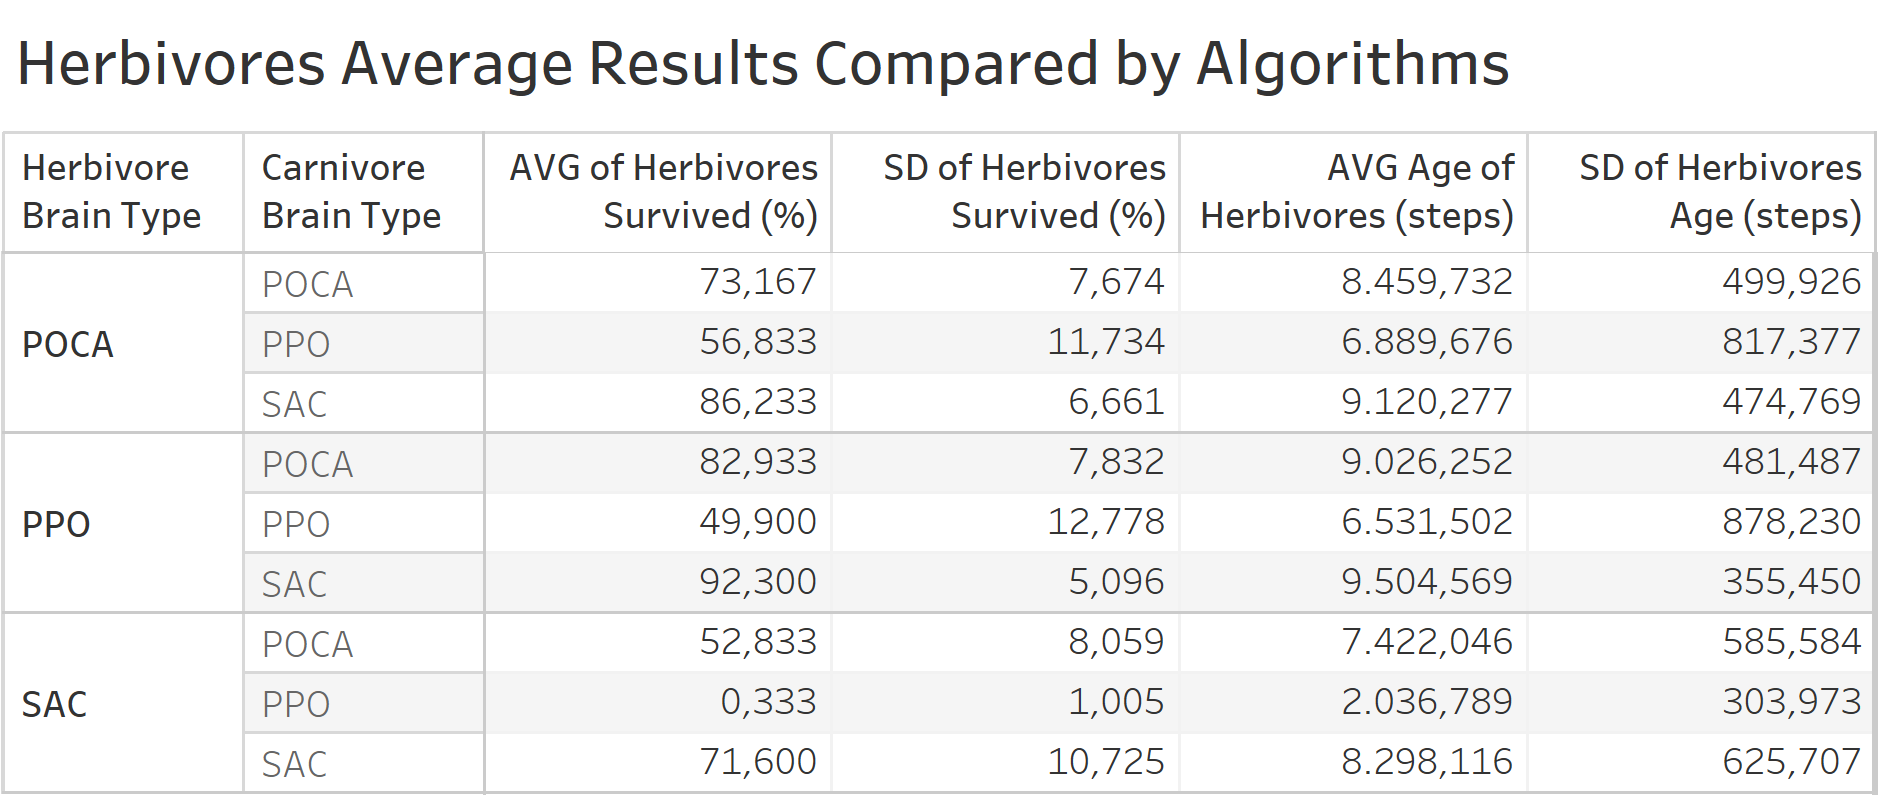 Herbivores Average Results Compared by Algorithms
Herbivore Brain Type | Carnivore Brain Type | AVG of Herbivores Survived (%) | SD of Herbivores Survived (%) | AVG Age of Herbivores (steps) | SD of Herbivores Age (steps)
POCA | POCA | 73,167 | 7,674 | 8.459,732 | 499,926
PPO | 56,833 | 11,734 | 6.889,676 | 817,377
SAC | 86,233 | 6,661 | 9.120,277 | 474,769
PPO | POCA | 82,933 | 7,832 | 9.026,252 | 481,487
PPO | 49,900 | 12,778 | 6.531,502 | 878,230
SAC | 92,300 | 5,096 | 9.504,569 | 355,450
SAC | POCA | 52,833 | 8,059 | 7.422,046 | 585,584
PPO | 0,333 | 1,005 | 2.036,789 | 303,973
SAC | 71,600 | 10,725 | 8.298,116 | 625,707